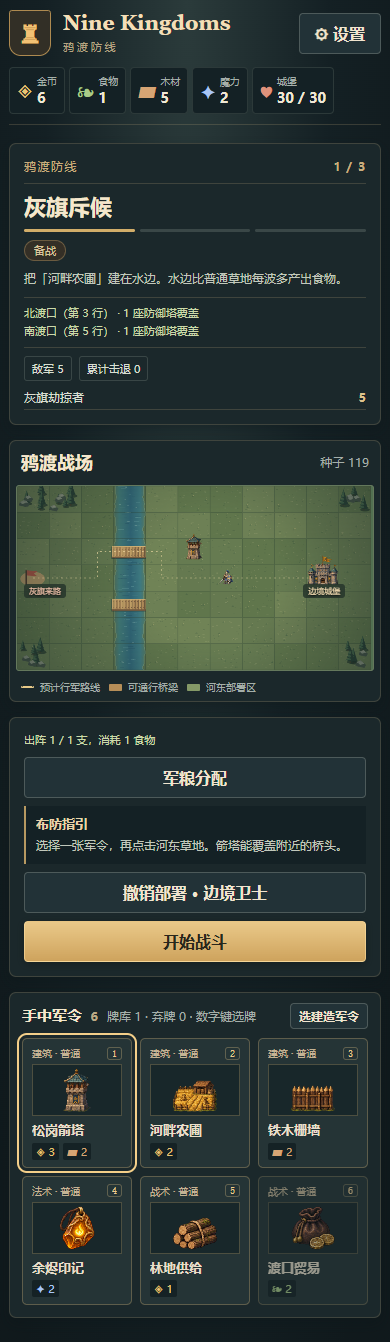 Nine Kingdoms
鸦渡防线
设置
金币
6
食物
1
木材
5
魔力
2
城堡
30 / 30
鸦渡防线
1 / 3
灰旗斥候
备战
把「河畔农圃」建在水边。水边比普通草地每波多产出食物。
北渡口（第 3 行） · 1 座防御塔覆盖
南渡口（第 5 行） · 1 座防御塔覆盖
敌军 5
累计击退 0
灰旗劫掠者
5
鸦渡战场
种子 119
灰旗来路
边境城堡
预计行军路线
可通行桥梁
河东部署区
出阵 1 / 1 支，消耗 1 食物
军粮分配
布防指引
选择一张军令，再点击河东草地。箭塔能覆盖附近的桥头。
撤销部署 • 边境卫士
开始战斗
手中军令 6 牌库 1 · 弃牌 0 · 数字键选牌
选建造军令
建筑 · 普通 1
松岗箭塔
3 2
建筑 · 普通 2
河畔农圃
2
建筑 · 普通 3
铁木栅墙
2
法术 · 普通 4
余烬印记
2
战术 · 普通 5
林地供给
1
战术 · 普通 6
渡口贸易
2